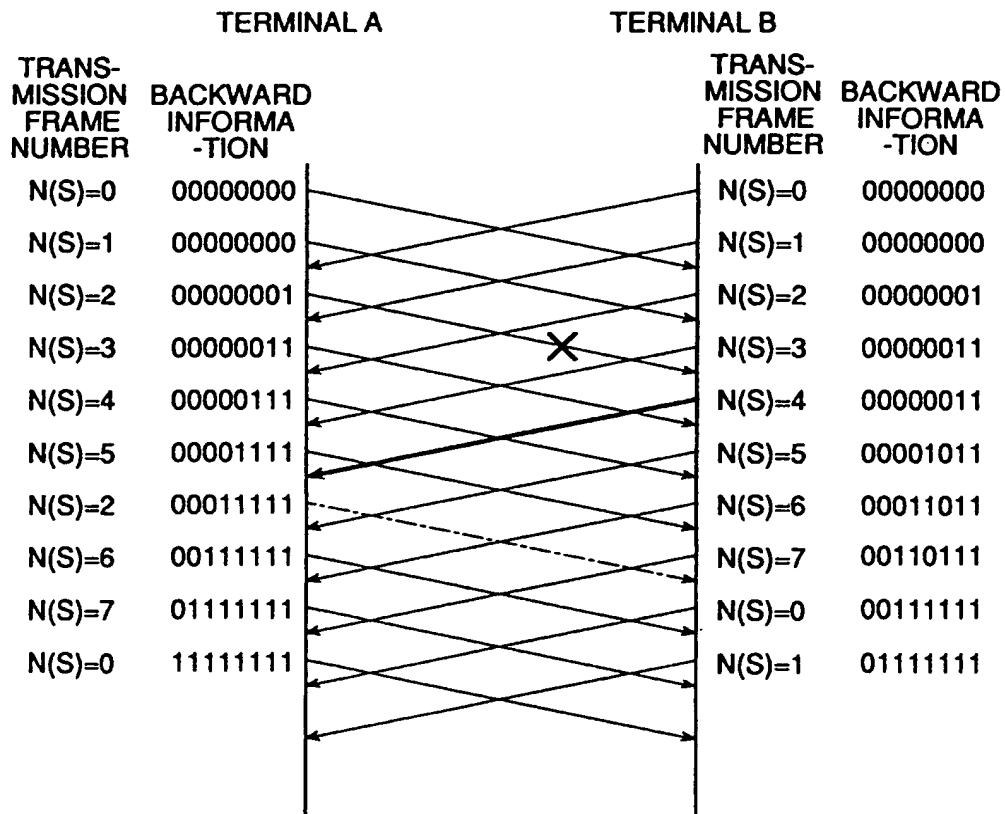 TERMINAL A TERMINAL B
TRANS-
MISSION
FRAME
NUMBER
BACKWARD
INFORMA
-TION
TRANS-
MISSION
FRAME
NUMBER
BACKWARD
INFORMA
-TION
N(S)=0 00000000 N(S)=0 00000000
N(S)=1 00000000 N(S)=1 00000000
N(S)=2 00000001 N(S)=2 00000001
N(S)=3 00000011 N(S)=3 00000011
N(S)=4 00000111 N(S)=4 00000011
N(S)=5 00001111 N(S)=5 00001011
N(S)=2 00011111 N(S)=6 00011011
N(S)=6 00111111 N(S)=7 00110111
N(S)=7 01111111 N(S)=0 00111111
N(S)=0 11111111 N(S)=1 01111111